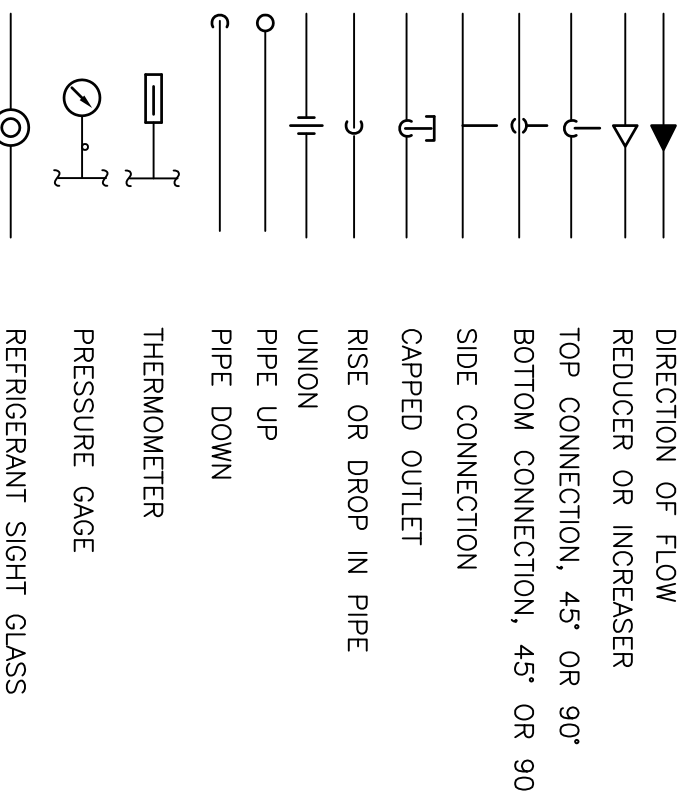 DIRECTION OF FLOW
REDUCER OR INCREASER
TOP CONNECTION, 45° OR 90°
BOTTOM CONNECTION, 45° OR 90
SIDE CONNECTION
CAPPED OUTLET
RISE OR DROP IN PIPE
UNION
PIPE UP
PIPE DOWN
THERMOMETER
PRESSURE GAGE
REFRIGERANT SIGHT GLASS